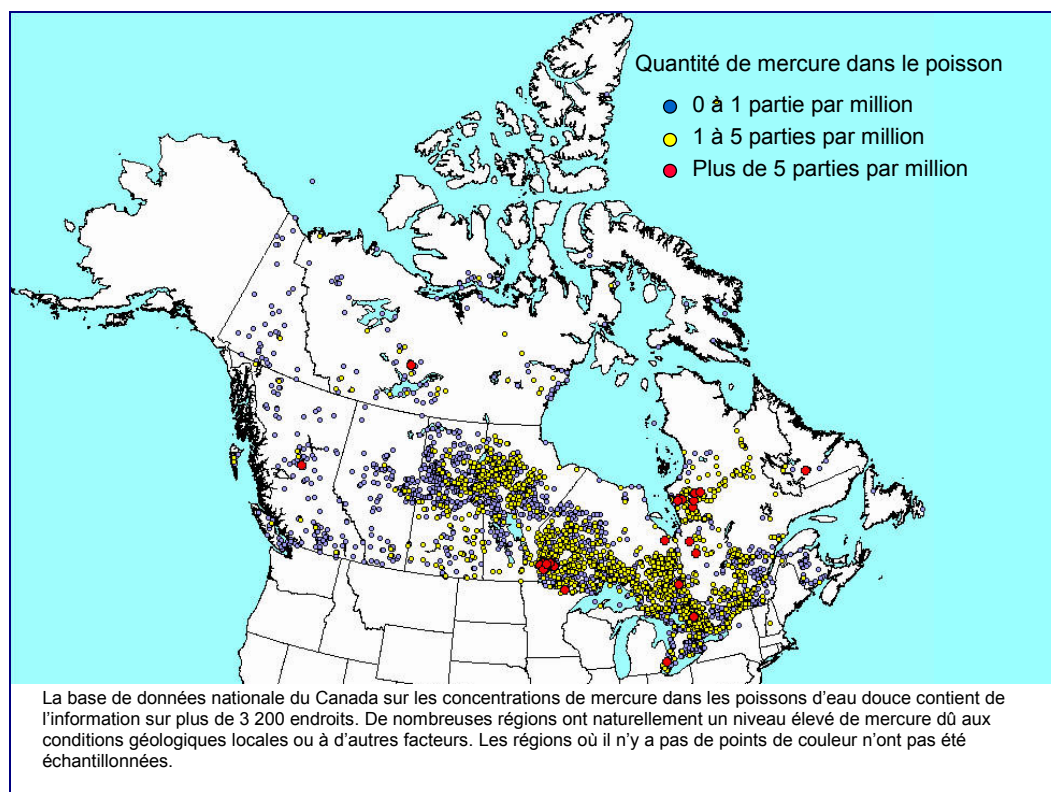 Quantité de mercure dans le poisson
0 à 1 partie par million
1 à 5 parties par million
Plus de 5 parties par million
La base de données nationale du Canada sur les concentrations de mercure dans les poissons d'eau douce contient de
l'information sur plus de 3 200 endroits. De nombreuses régions ont naturellement un niveau élevé de mercure dû aux
conditions géologiques locales ou à d'autres facteurs. Les régions où il n'y a pas de points de couleur n'ont pas été
échantillonnées.